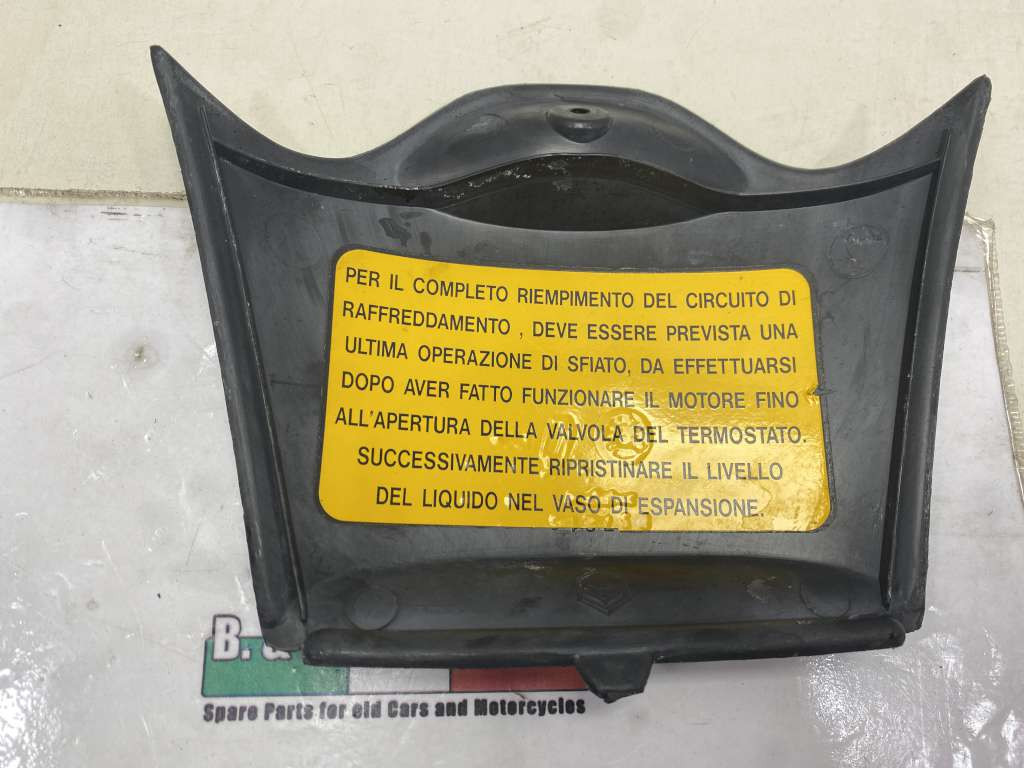 PER IL COMPLETO RIEMPIMENTO DEL CIRCUITO DI
RAFFREDDAMENTO , DEVE ESSERE PREVISTA UNA
ULTIMA OPERAZIONE DI SFIATO, DA EFFETTUARSI
DOPO AVER FATTO FUNZIONARE IL MOTORE FINO
ALL'APERTURA DELLA VALVOLA DEL TERMOSTATO.
SUCCESSIVAMENTE RIPRISTINARE IL LIVELLO
DEL LIQUIDO NEL VASO DI ESPANSIONE.
B. &
Spare Parts for old Cars and Motorcycles